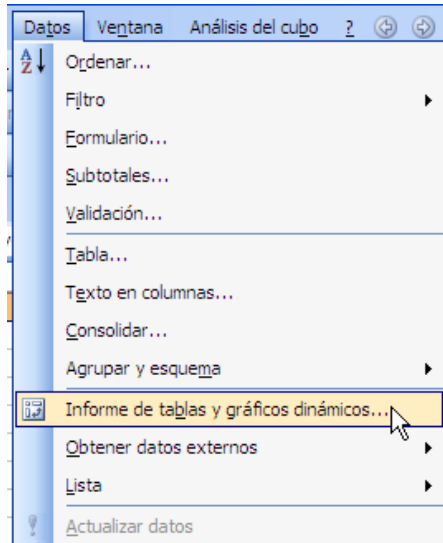 Datos Ventana Análisis del cubo ?
Ordenar...
Filtro
Formulario...
Subtotales...
Validación...
Tabla...
Texto en columnas...
Consolidar...
Agrupar y esquema
Informe de tablas y gráficos dinámicos...
Obtener datos externos
Lista
Actualizar datos